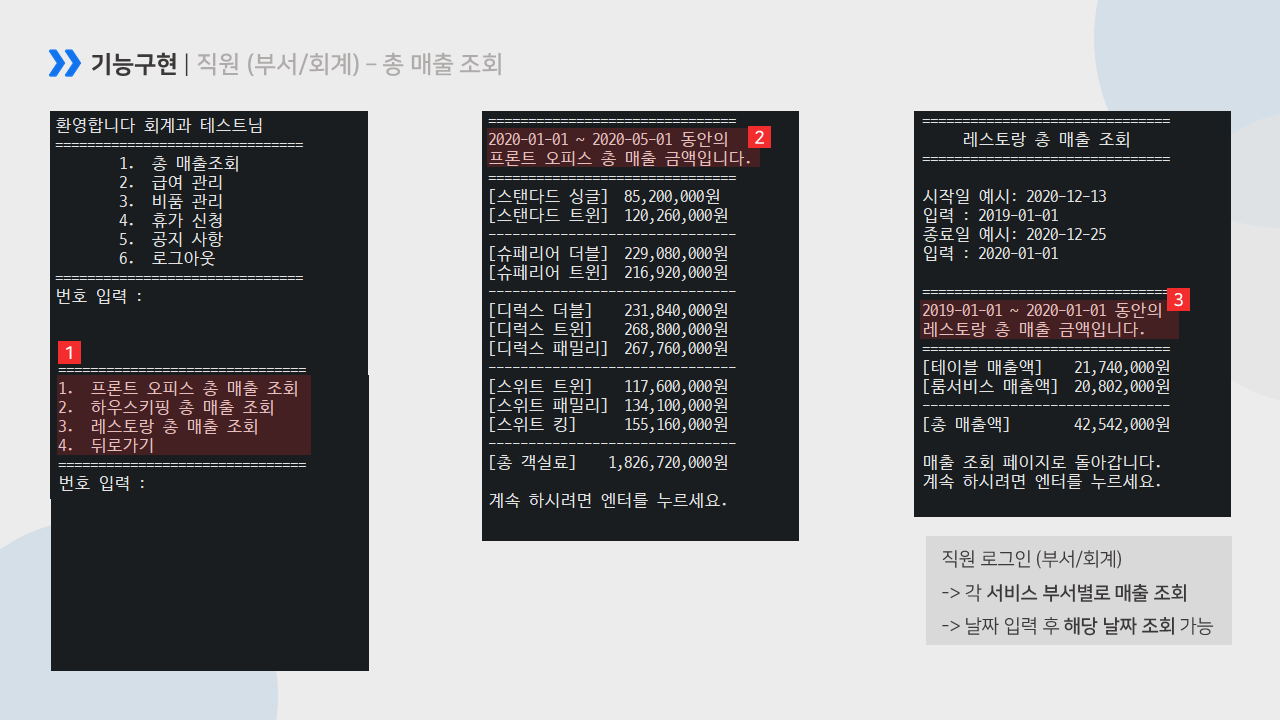 기능구현 | 직원 (부서/회계) – 총 매출 조회
환영합니다 회계과 테스트님
===============================
1. 총 매출조회
2. 급여 관리
3. 비품 관리
4. 휴가 신청
5. 공지 사항
6. 로그아웃
===============================
번호 입력 :
1
===============================
1. 프론트 오피스 총 매출 조회
2. 하우스키핑 총 매출 조회
3. 레스토랑 총 매출 조회
4. 뒤로가기
===============================
번호 입력 :
===============================
2020-01-01 ~ 2020-05-01 동안의
2
프론트 오피스 총 매출 금액입니다.
===============================
[스탠다드 싱글] 85,200,000원
[스탠다드 트윈] 120,260,000원
-------------------------------
[슈페리어 더블] 229,080,000원
[슈페리어 트윈] 216,920,000원
-------------------------------
[디럭스 더블] 231,840,000원
[디럭스 트윈] 268,800,000원
[디럭스 패밀리] 267,760,000원
-------------------------------
[스위트 트윈] 117,600,000원
[스위트 패밀리] 134,100,000원
[스위트 킹] 155,160,000원
-------------------------------
[총 객실료] 1,826,720,000원
계속 하시려면 엔터를 누르세요.
===============================
레스토랑 총 매출 조회
===============================
시작일 예시: 2020-12-13
입력 : 2019-01-01
종료일 예시: 2020-12-25
입력 : 2020-01-01
===============================
3
2019-01-01 ~ 2020-01-01 동안의
레스토랑 총 매출 금액입니다.
===============================
[테이블 매출액] 21,740,000원
[룸서비스 매출액] 20,802,000원
-------------------------------
[총 매출액] 42,542,000원
매출 조회 페이지로 돌아갑니다.
계속 하시려면 엔터를 누르세요.
직원 로그인 (부서/회계)
-> 각 서비스 부서별로 매출 조회
-> 날짜 입력 후 해당 날짜 조회 가능